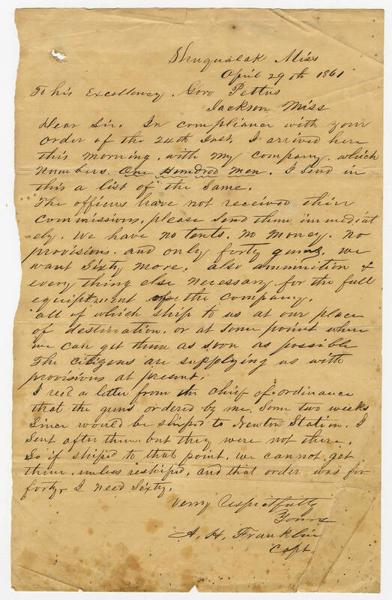 Shuqualak Miss
April 29th 1861
To his Excellency Gov. Pettus
Jackson Miss
Dear Sir. In compliance with your
order of the 24th Inst, I arrived here
this morning, with my company, which
numbers, One Hundred men. I send in
this a list of the same.
The officers have not received their
commissions, please send them immediat
ely. We have no tents. No money. No
provisions, and only forty guns, we
want Sixty more, also ammunition &
every thing else necessary for the full
equiptment of the Company.
all of which ship to us at our place
of destination, or at some point where
we can get them as soon as possible
The citizens are supplying us with
provisions at present,
I recd a letter from the chief of ordinance
that the guns ordered by me, Some two weeks
Since would be shiped to Newton Station. I
Sent after them but they were not there.
So if shiped to that point, we cannot get
them, unless reshiped, and that order was for
forty, I need Sixty.
Verry Respectfully
Yours
A. H. Franklin
Capt.